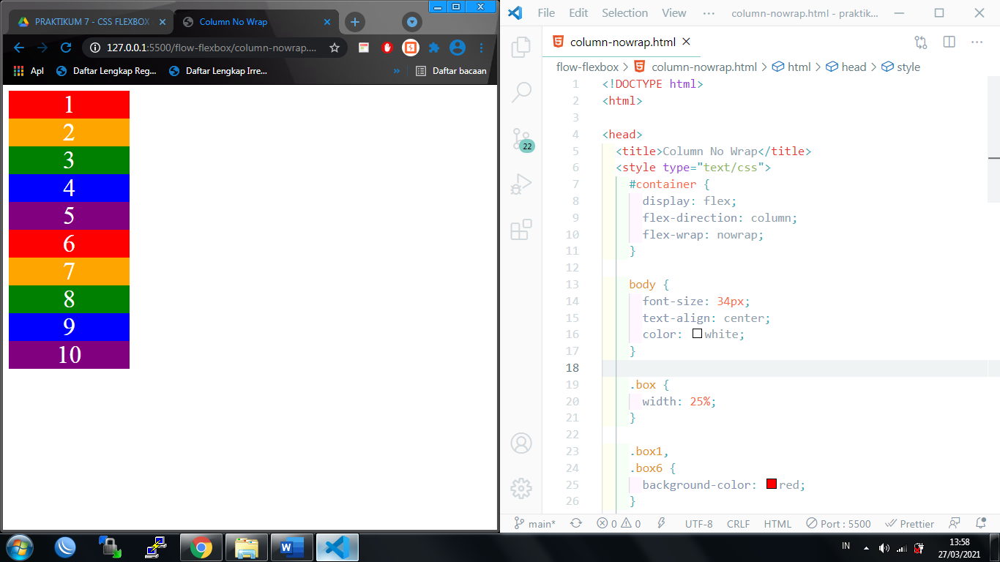 PRAKTIKUM 7 - CSS FLEXBOX
Column No Wrap
127.0.0.1:5500/flow-flexbox/column-nowrap....
Apl
Daftar Lengkap Reg...
Daftar Lengkap Irre...
»
Daftar bacaan
1
2
3
4
5
6
7
8
9
10
File Edit Selection View ··· column-nowrap.html - praktik...
column-nowrap.html
flow-flexbox > column-nowrap.html > html > head > style
1 <!DOCTYPE html>
2 <html>
3
4 <head>
5 <title>Column No Wrap</title>
6 <style type="text/css">
7 #container {
8 display: flex;
9 flex-direction: column;
10 flex-wrap: nowrap;
11 }
12
13 body {
14 font-size: 34px;
15 text-align: center;
16 color: white;
17 }
18
19 .box {
20 width: 25%;
21 }
22
23 .box1,
24 .box6 {
25 background-color: red;
26 }
22
main* 0 0 UTF-8 CRLF HTML Port : 5500 Prettier
IN
13:58
27/03/2021